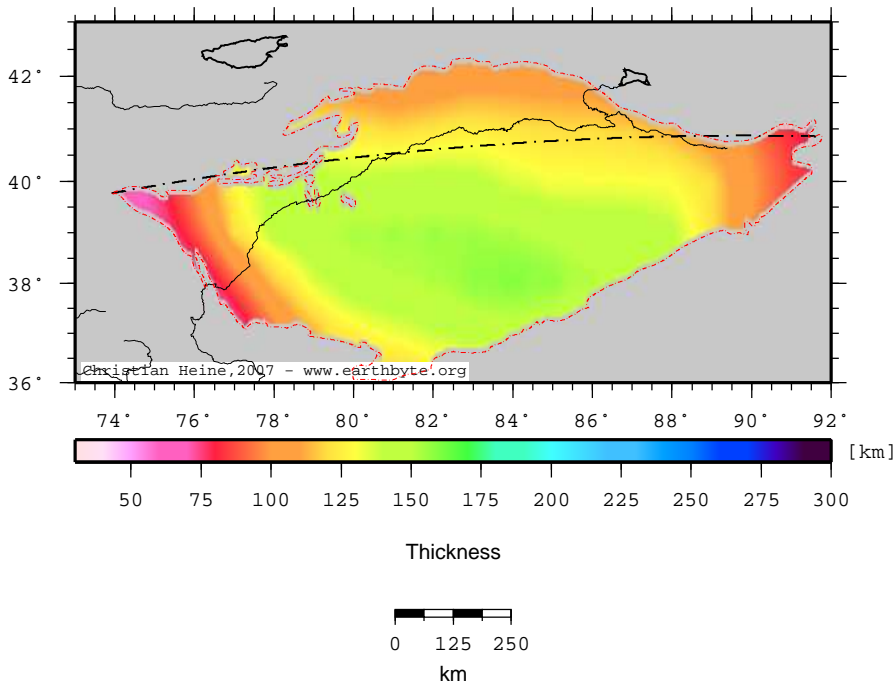 42°
40°
38°
36°
Christian Heine,2007 - www.earthbyte.org
74° 76° 78° 80° 82° 84° 86° 88° 90° 92°
[km]
50 75 100 125 150 175 200 225 250 275 300
Thickness
0 125 250
km